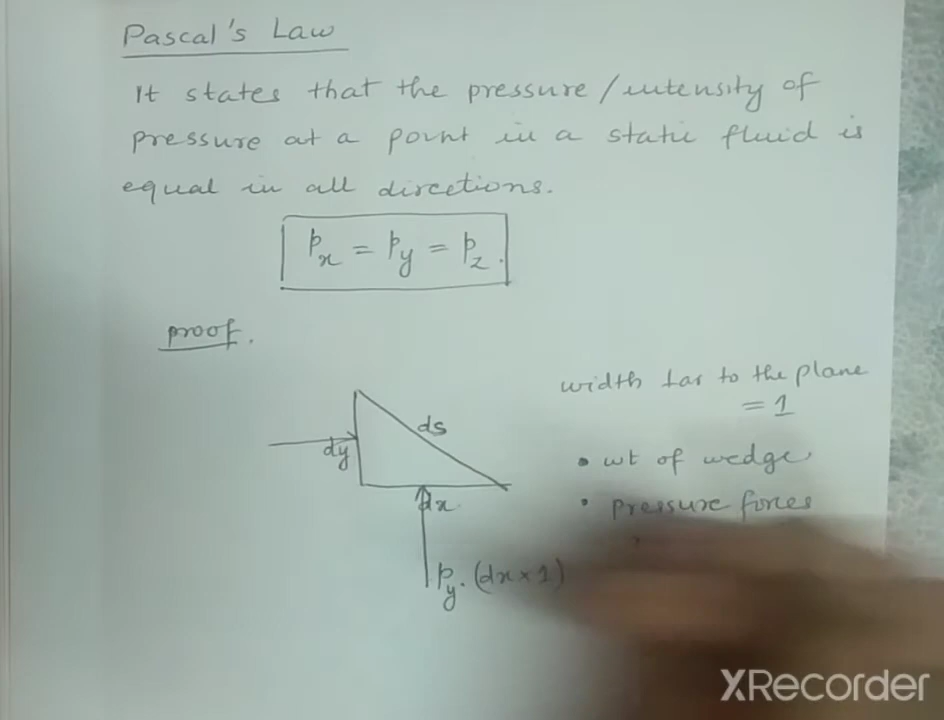 Pascal's Law
It states that the pressure/intensity of
pressure at a point in a static fluid is
equal in all directions.
px = py = pz.
proof.
width ⊥ar to the plane
= 1
ds
dy
• wt of wedge
• pressure forces
dx
py. (dx x 1)
XRecorder